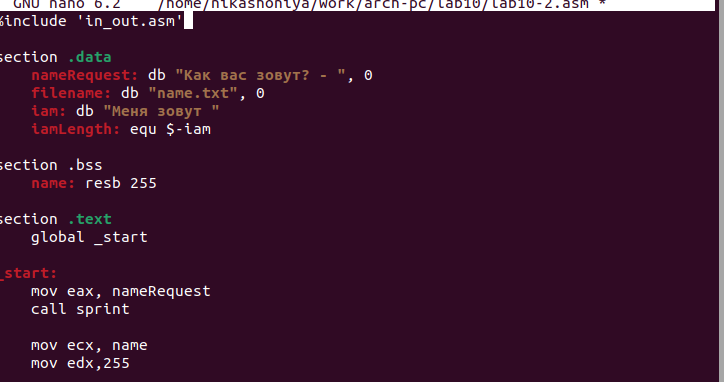 GNU nano 6.2 /home/nikashoniya/work/arch-pc/lab10/lab10-2.asm *
%include 'in_out.asm'
section .data
nameRequest: db "Как вас зовут? - ", 0
filename: db "name.txt", 0
iam: db "Меня зовут "
iamLength: equ $-iam
section .bss
name: resb 255
section .text
global _start
_start:
mov eax, nameRequest
call sprint
mov ecx, name
mov edx,255